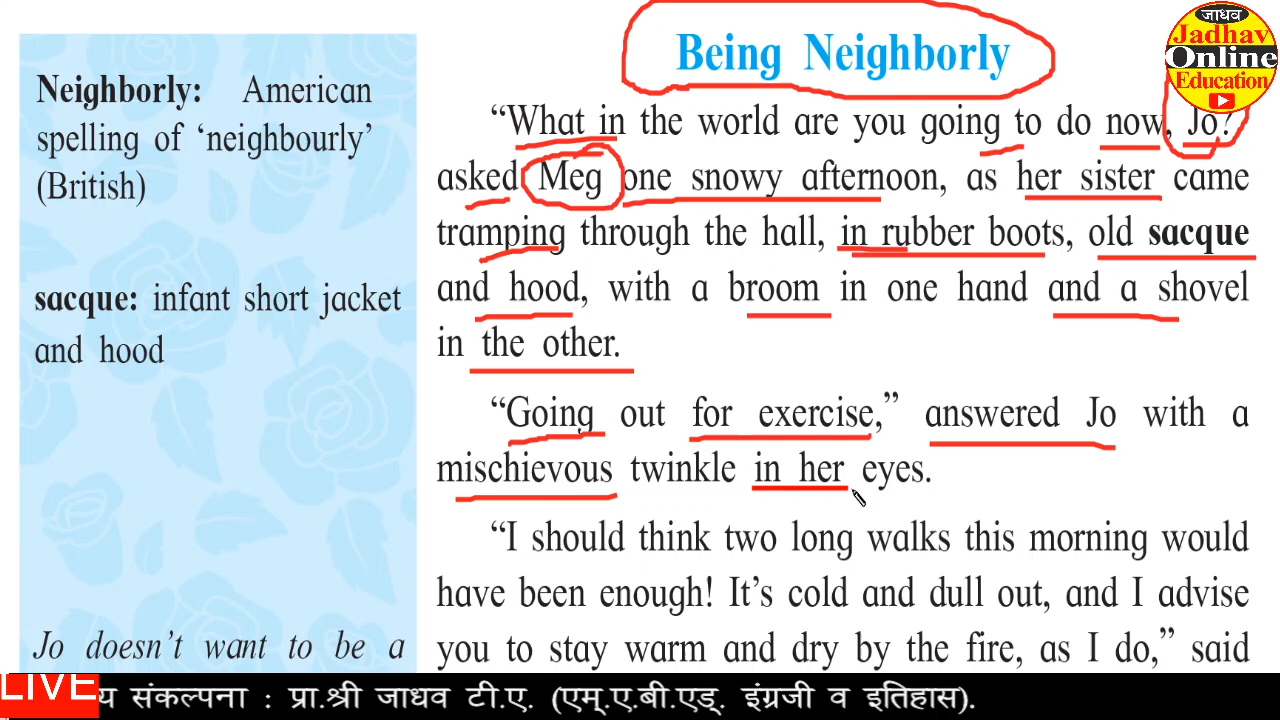 Being Neighborly
जाधव
Jadhav
Online
Education
Neighborly: American
spelling of ‘neighbourly’
(British)
sacque: infant short jacket
and hood
Jo doesn’t want to be a
“What in the world are you going to do now, Jo?
asked Meg one snowy afternoon, as her sister came
tramping through the hall, in rubber boots, old sacque
and hood, with a broom in one hand and a shovel
in the other.
“Going out for exercise,” answered Jo with a
mischievous twinkle in her eyes.
“I should think two long walks this morning would
have been enough! It’s cold and dull out, and I advise
you to stay warm and dry by the fire, as I do,” said
LIVE
य संकल्पना : प्रा.श्री जाधव टी.ए. (एम्.ए.बी.एड्. इंग्रजी व इतिहास).